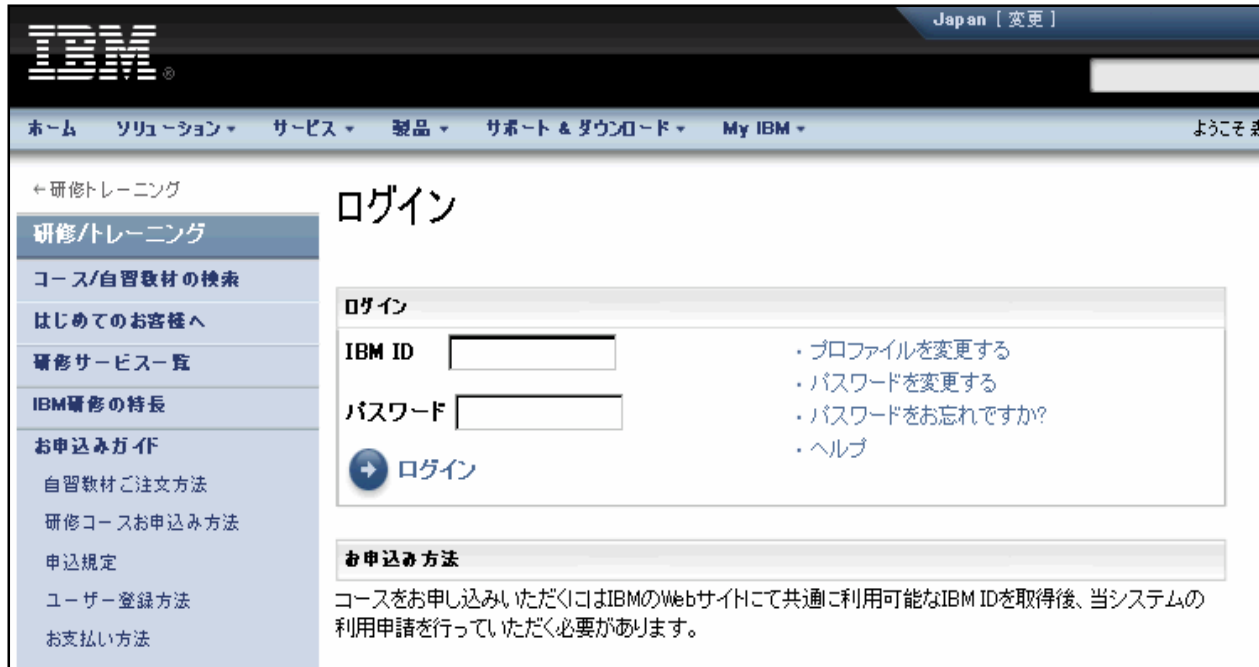 Japan [ 変更 ]
IBM®
ホーム ソリューション サービス 製品 サポート & ダウンロード My IBM ようこそ
←研修トレーニング
研修/トレーニング
コース/自習教材の検索
はじめてのお客様へ
研修サービス一覧
IBM研修の特長
お申込みガイド
自習教材ご注文方法
研修コースお申込み方法
申込規定
ユーザー登録方法
お支払い方法
ログイン
ログイン
IBM ID
パスワード
ログイン
・プロファイルを変更する
・パスワードを変更する
・パスワードをお忘れですか?
・ヘルプ
お申込み方法
コースをお申し込みいただくにはIBMのWebサイトにて共通に利用可能なIBM IDを取得後、当システムの
利用申請を行っていただく必要があります。